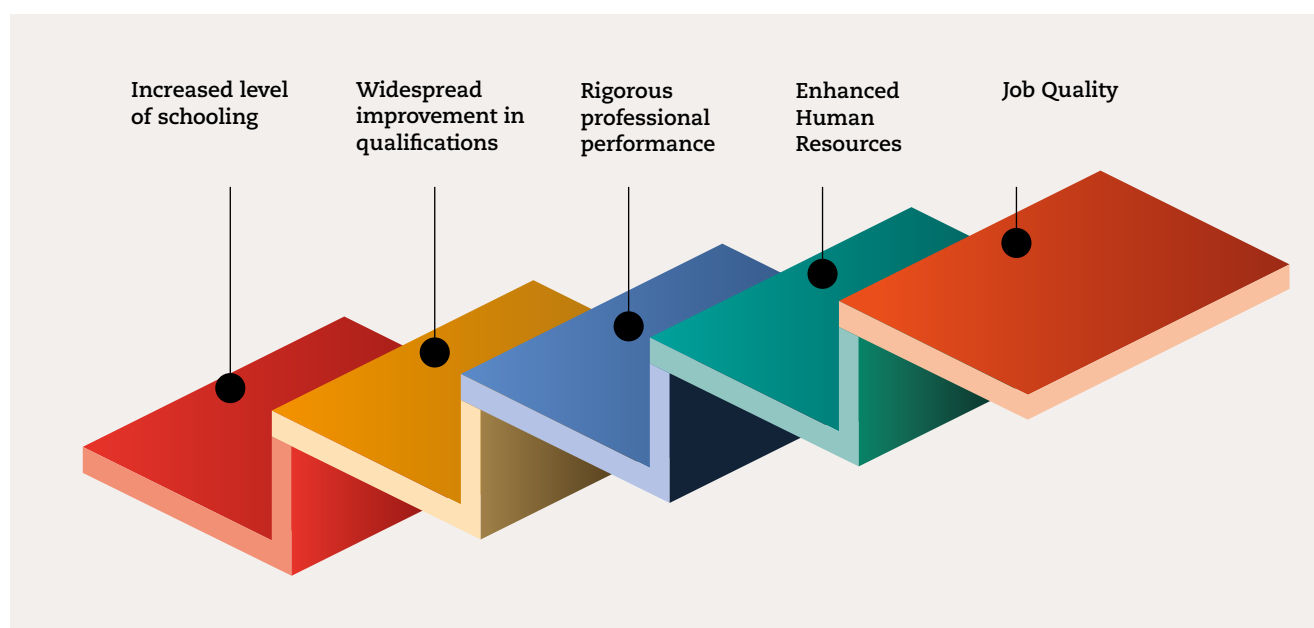 Increased level
of schooling
Widespread
improvement in
qualifications
Rigorous
professional
performance
Enhanced
Human
Resources
Job Quality